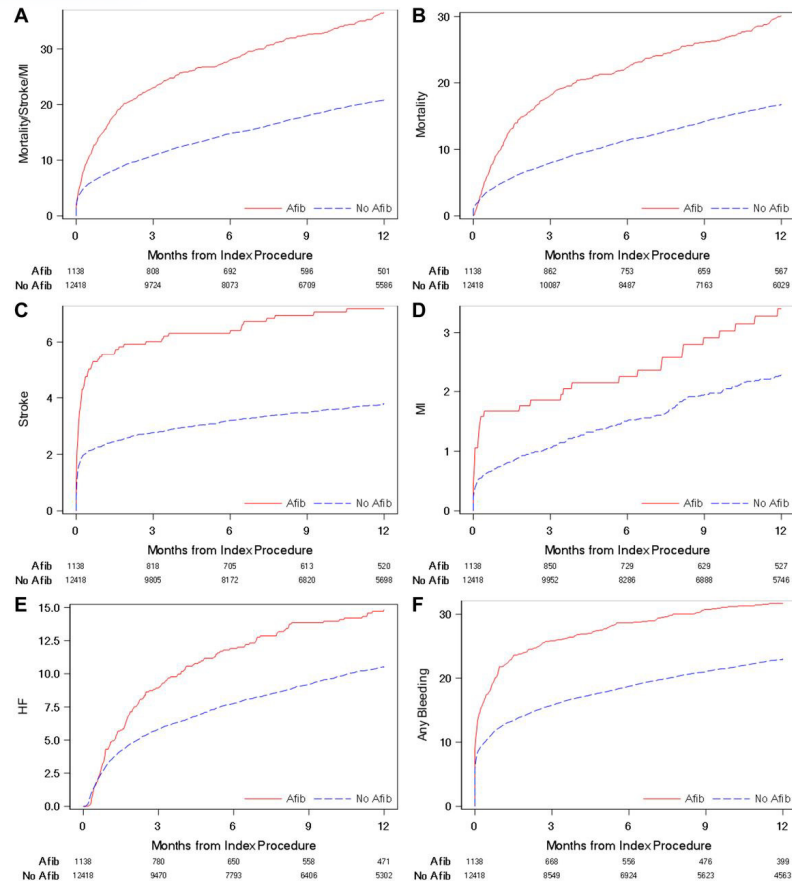 A
Mortality/Stroke/MI
30
20
10
0
Afib No Afib
0 3 6 9 12
Months from Index Procedure
Afib 1138 808 692 596 501
No Afib 12418 9724 8073 6709 5586
B
Mortality
30
20
10
0
Afib No Afib
0 3 6 9 12
Months from Index Procedure
Afib 1138 862 753 659 567
No Afib 12418 10087 8487 7163 6029
C
Stroke
6
4
2
0
Afib No Afib
0 3 6 9 12
Months from Index Procedure
Afib 1138 818 705 613 520
No Afib 12418 9805 8172 6820 5698
D
MI
3
2
1
0
Afib No Afib
0 3 6 9 12
Months from Index Procedure
Afib 1138 850 729 629 527
No Afib 12418 9952 8286 6888 5746
E
HF
15.0
12.5
10.0
7.5
5.0
2.5
0.0
Afib No Afib
0 3 6 9 12
Months from Index Procedure
Afib 1138 780 650 558 471
No Afib 12418 9470 7793 6406 5302
F
Any Bleeding
30
20
10
0
Afib No Afib
0 3 6 9 12
Months from Index Procedure
Afib 1138 668 556 476 399
No Afib 12418 8549 6924 5623 4563